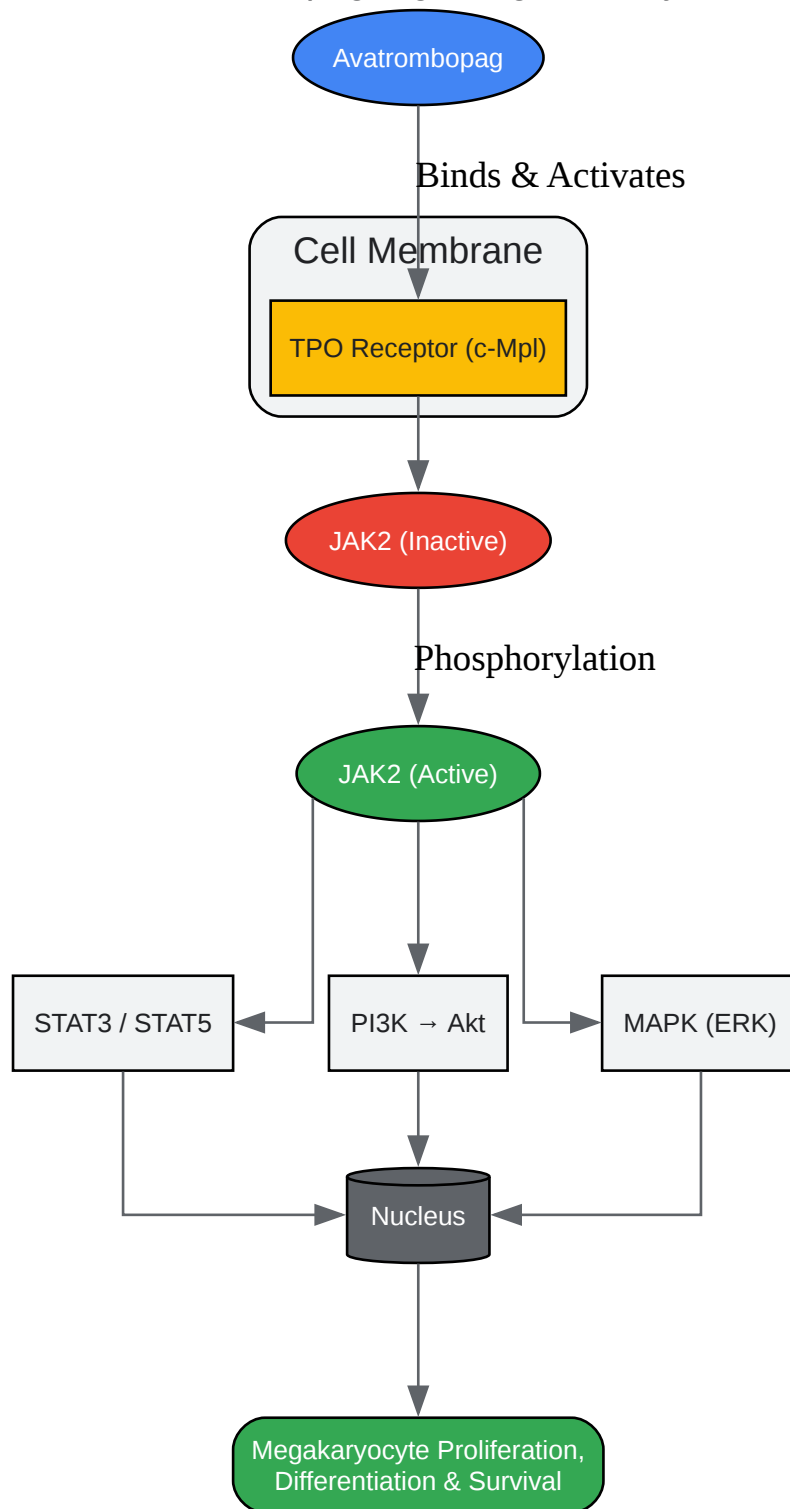 Avatrombopag
Binds & Activates
Cell Membrane
TPO Receptor (c-Mpl)
JAK2 (Inactive)
Phosphorylation
JAK2 (Active)
STAT3 / STAT5
PI3K → Akt
MAPK (ERK)
Nucleus
Megakaryocyte Proliferation,
Differentiation & Survival